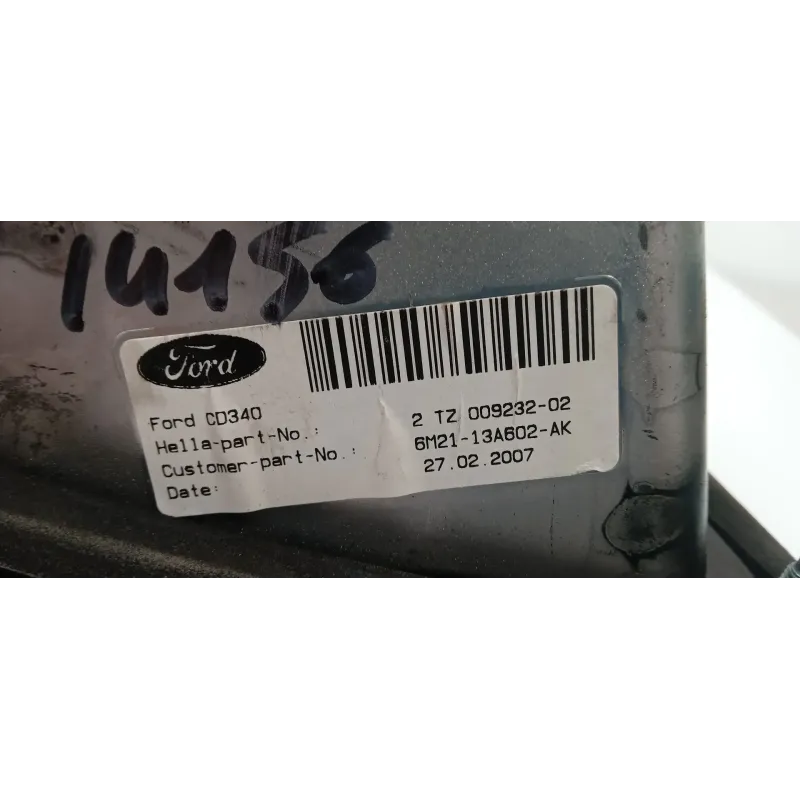 14156
Ford
Ford CD340
Hella-part-No.: 2 TZ 009232-02
Customer-part-No.: 6M21-13A602-AK
Date: 27.02.2007